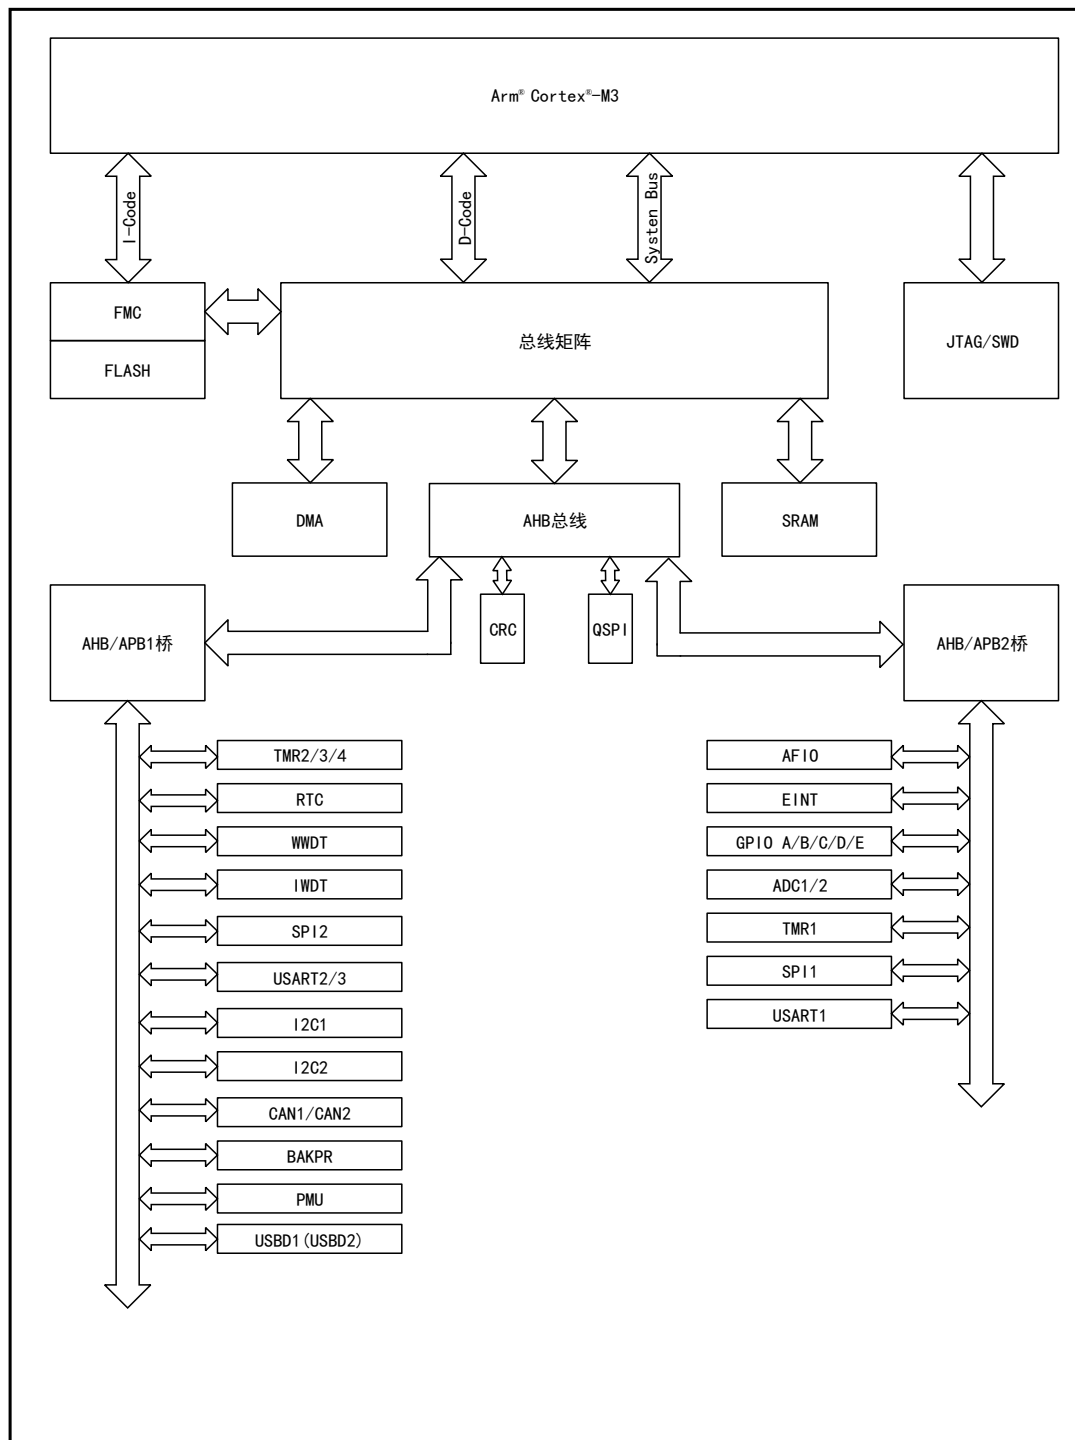 Arm® Cortex®-M3
I-Code
D-Code
Systen Bus
FMC
FLASH
总线矩阵
JTAG/SWD
DMA
AHB总线
SRAM
CRC
QSPI
AHB/APB1桥
AHB/APB2桥
TMR2/3/4
RTC
WWDT
IWDT
SPI2
USART2/3
I2C1
I2C2
CAN1/CAN2
BAKPR
PMU
USBD1(USBD2)
AFIO
EINT
GPIO A/B/C/D/E
ADC1/2
TMR1
SPI1
USART1